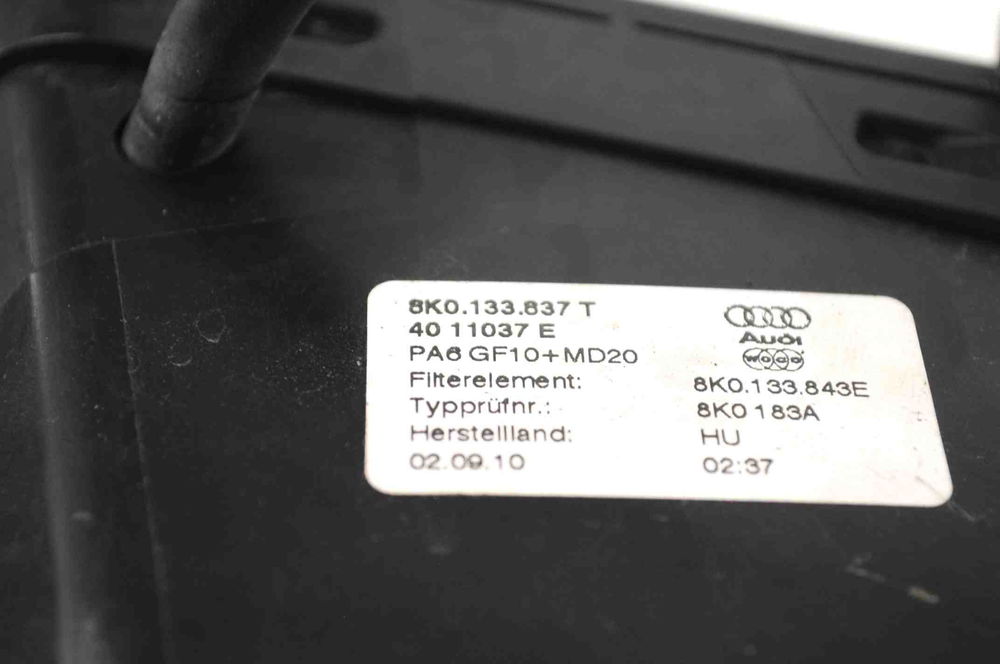 8K0.133.837 T
40 11037 E
Audi
PA6 GF10+MD20
WOCO
Filterelement: 8K0.133.843E
Typprüfnr.: 8K0 183A
Herstellland: HU
02.09.10 02:37